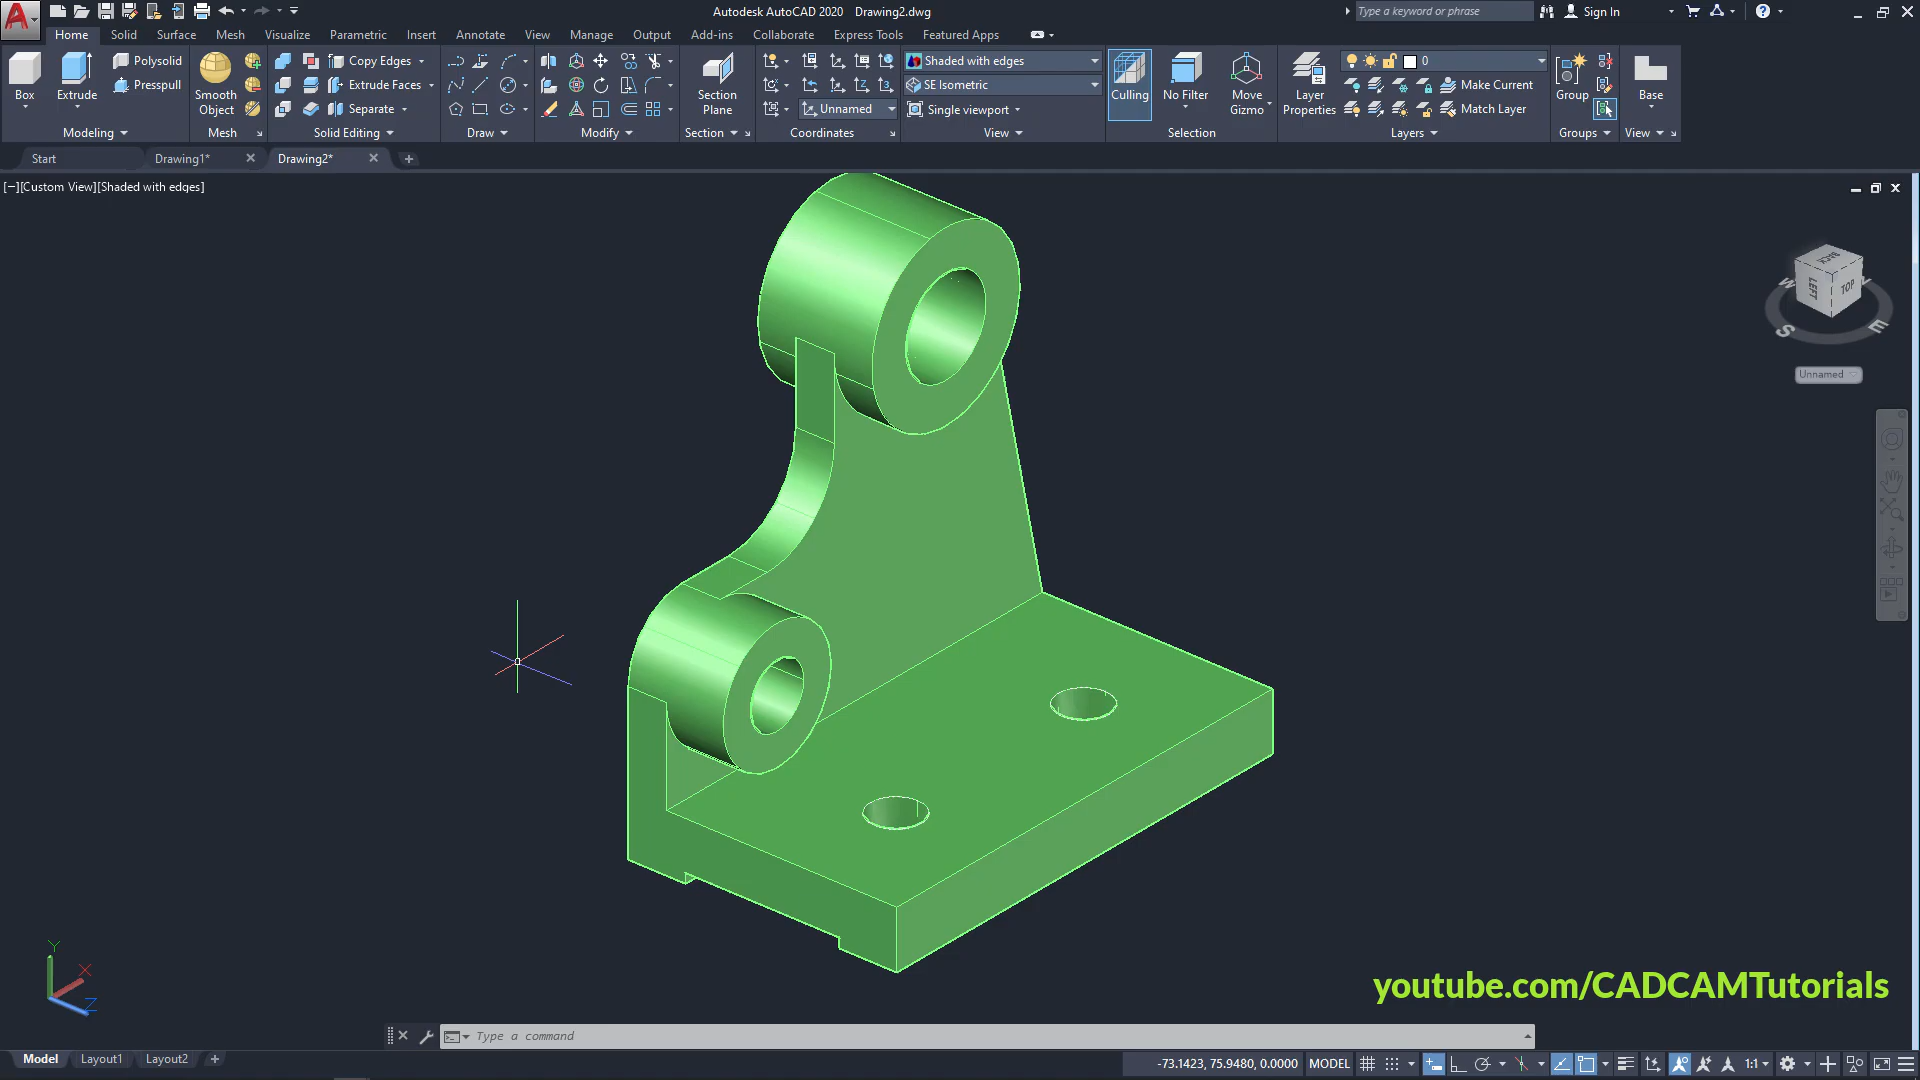 Autodesk AutoCAD 2020 Drawing2.dwg
Type a keyword or phrase
Sign In
Home Solid Surface Mesh Visualize Parametric Insert Annotate View Manage Output Add-ins Collaborate Express Tools Featured Apps
Box
Extrude
Polysolid
Presspull
Modeling
Smooth
Object
Mesh
Copy Edges
Extrude Faces
Separate
Solid Editing
Draw
Modify
Section
Plane
Section
Unnamed
Coordinates
Shaded with edges
SE Isometric
Single viewport
View
Culling
No Filter
Move
Gizmo
Selection
Layer
Properties
0
Make Current
Match Layer
Layers
Group
Groups
Base
View
Start Drawing1* Drawing2*
[−][Custom View][Shaded with edges]
BACK
LEFT
TOP
W
S
E
Unnamed
Y
X
Z
youtube.com/CADCAMTutorials
Type a command
Model Layout1 Layout2
-73.1423, 75.9480, 0.0000 MODEL
1:1